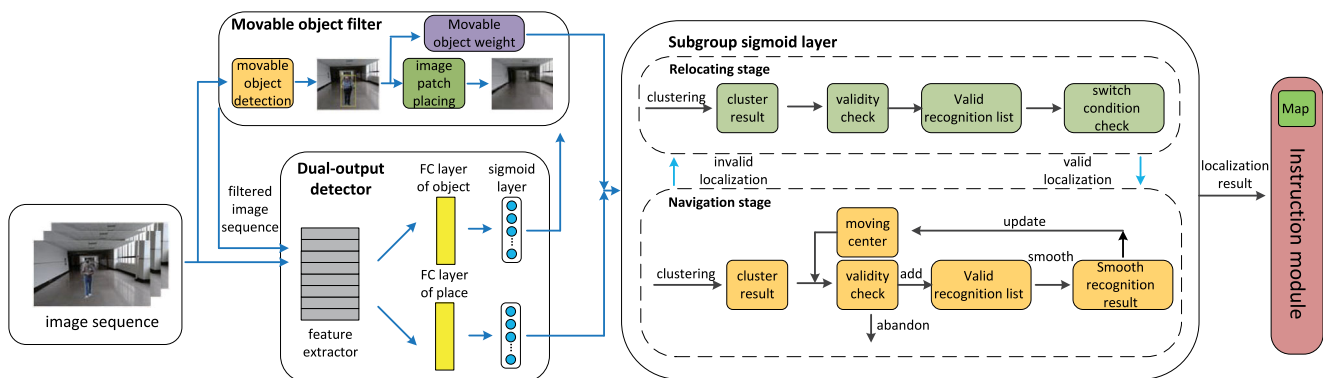 Movable object filter
movable
object
detection
Movable
object weight
image
patch
placing
Dual-output
detector
filtered
image
sequence
FC layer
of object
sigmoid
layer
FC layer
of place
feature
extractor
image sequence
Subgroup sigmoid layer
Relocating stage
clustering
cluster
result
validity
check
Valid
recognition list
switch
condition
check
invalid
localization
valid
localization
Navigation stage
moving
center
update
clustering
cluster
result
validity
check
add
Valid
recognition list
smooth
Smooth
recognition
result
abandon
localization
result
Map
Instruction module